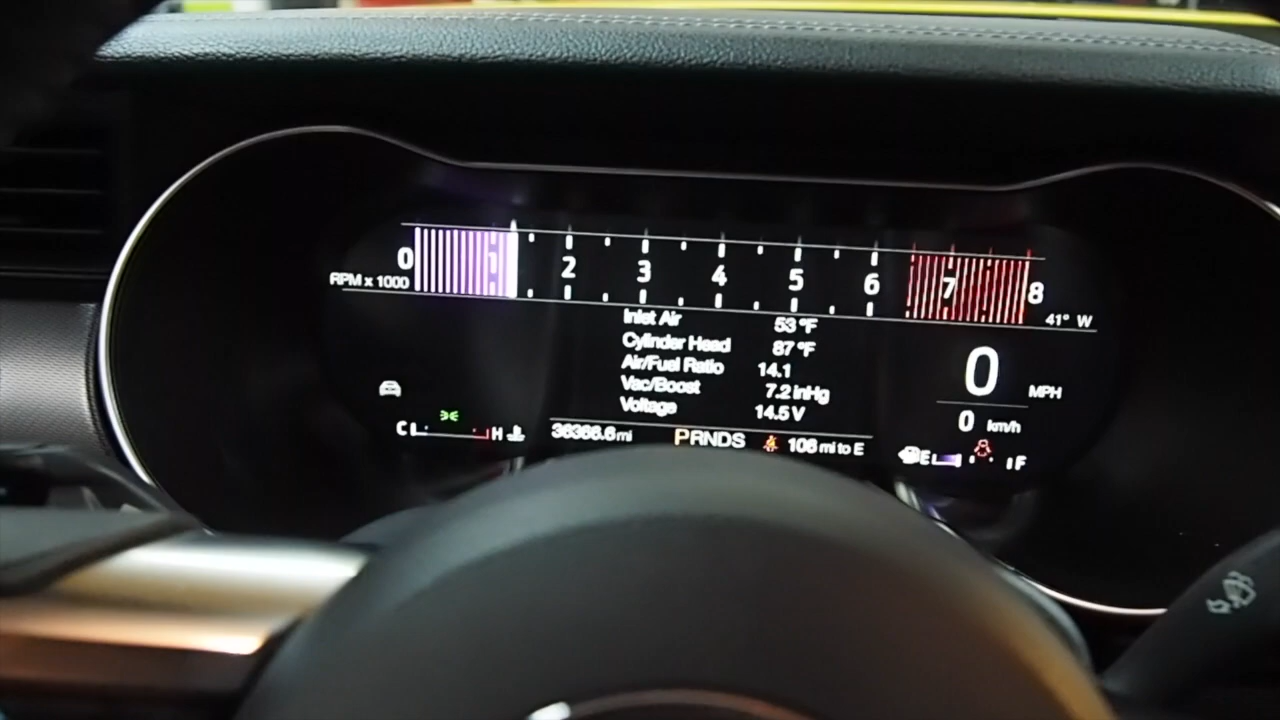 0 1 2 3 4 5 6 7 8
RPM x 1000
41° W
Inlet Air 53 °F
Cylinder Head 87 °F
Air/Fuel Ratio 14.1
Vac/Boost 7.2 inHg
Voltage 14.5 V
0 MPH
0 km/h
C H
36366.6 mi PRNDS 106 mi to E
E F